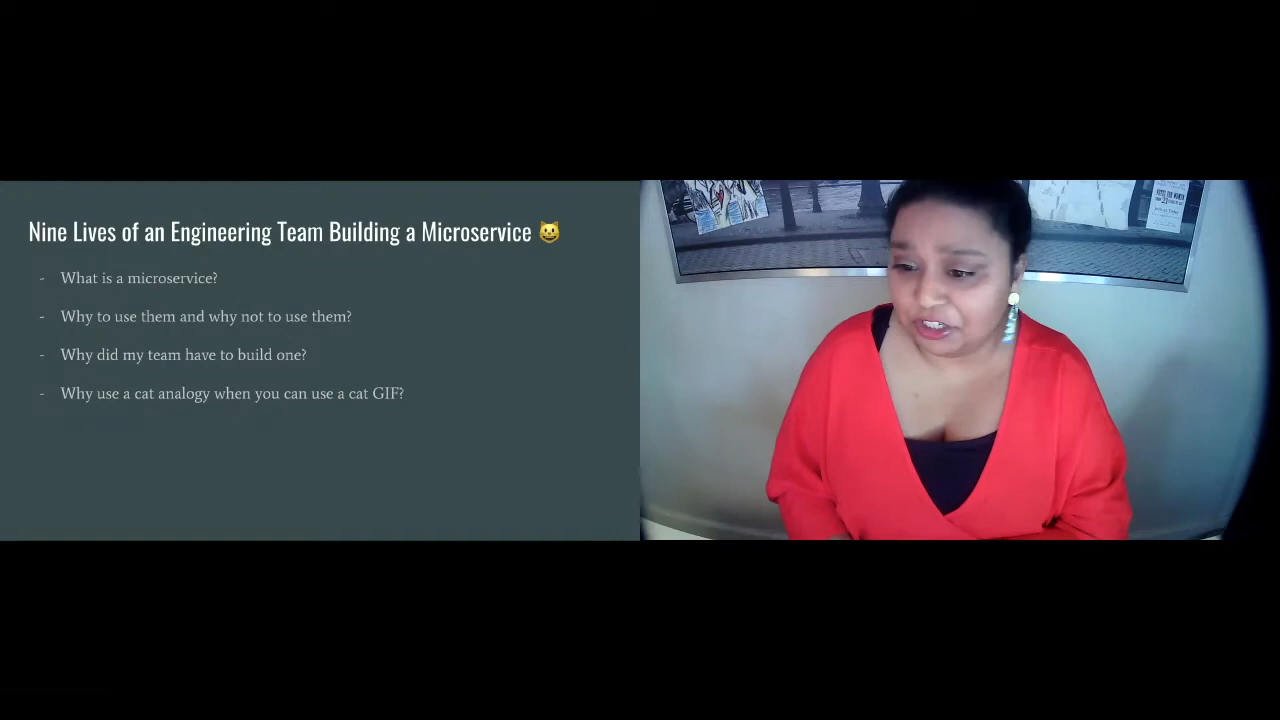 Nine Lives of an Engineering Team Building a Microservice 😺
- What is a microservice?
- Why to use them and why not to use them?
- Why did my team have to build one?
- Why use a cat analogy when you can use a cat GIF?